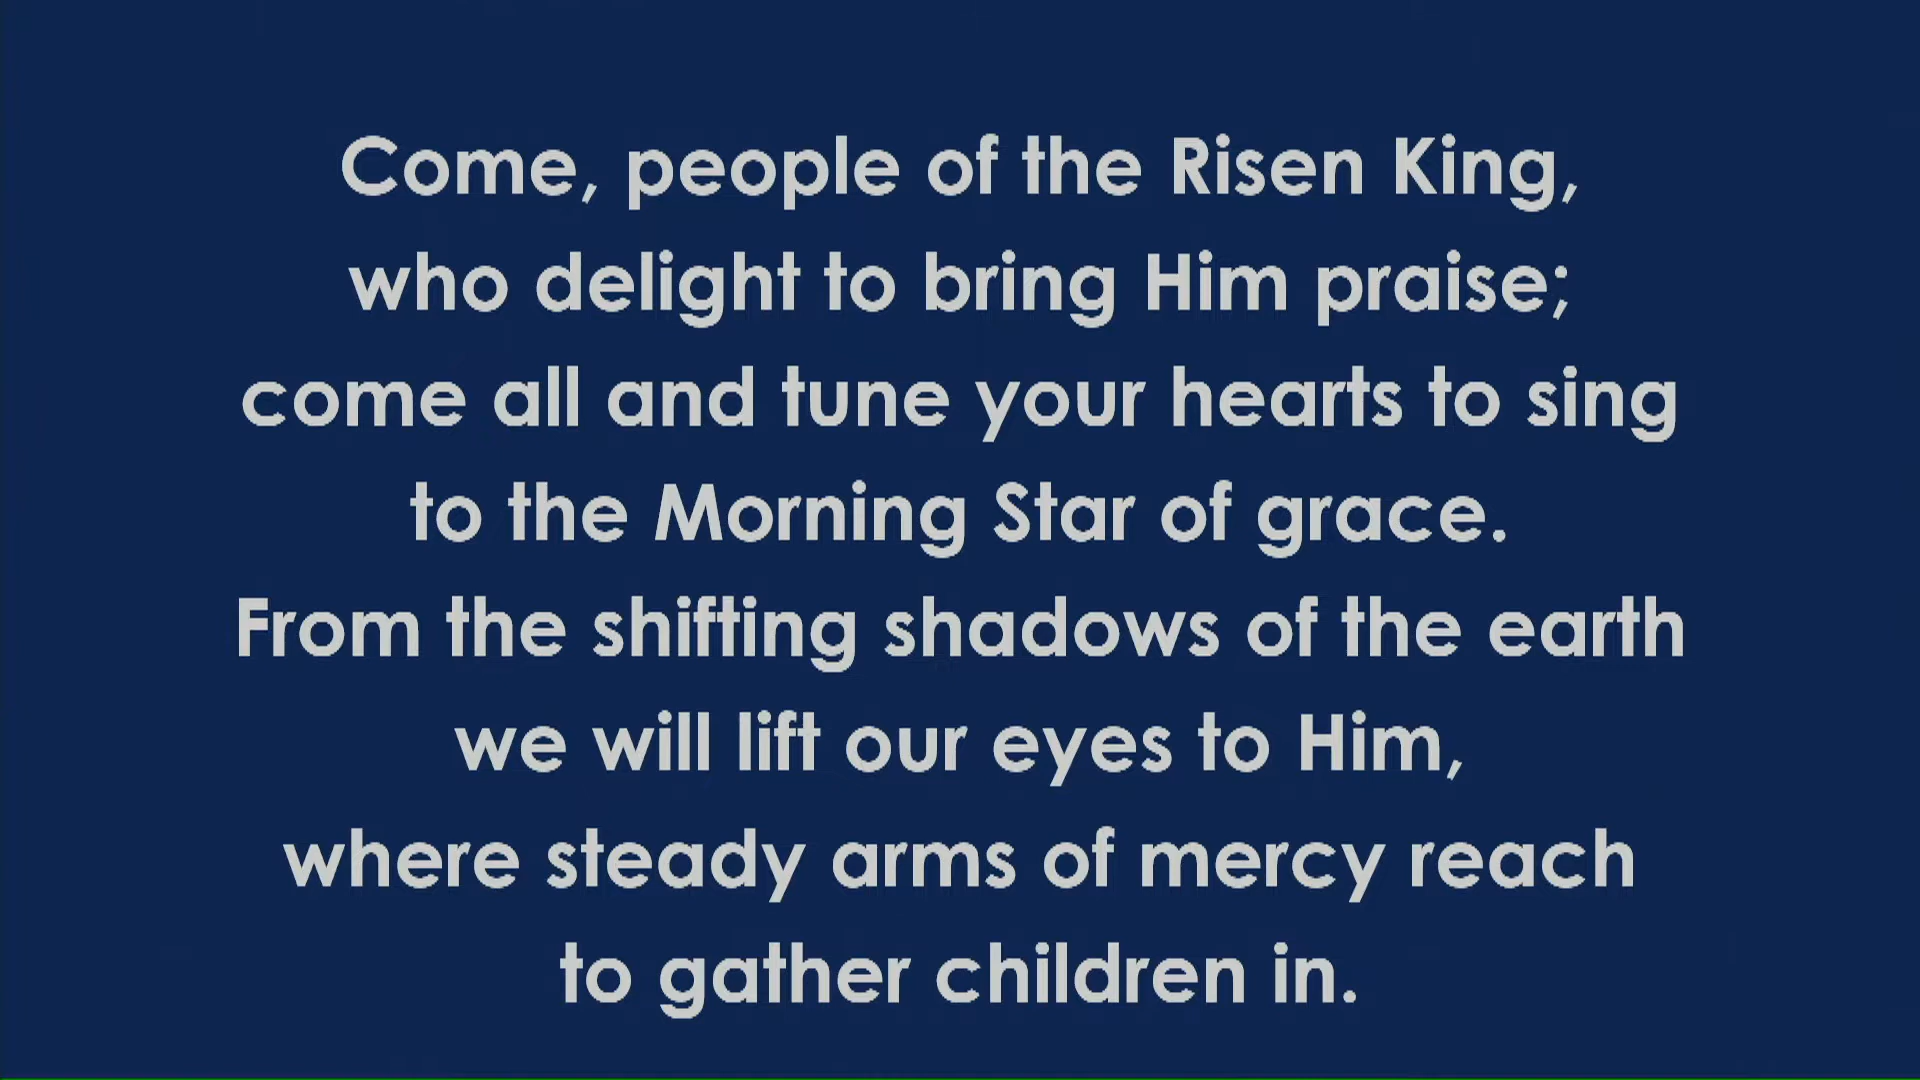 Come, people of the Risen King,
who delight to bring Him praise;
come all and tune your hearts to sing
to the Morning Star of grace.
From the shifting shadows of the earth
we will lift our eyes to Him,
where steady arms of mercy reach
to gather children in.